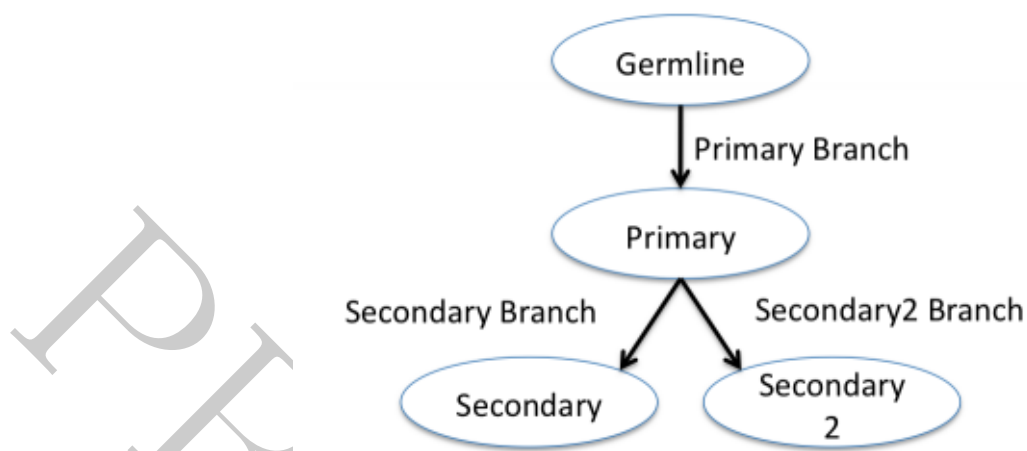 Germline
Primary Branch
Primary
Secondary Branch
Secondary2 Branch
Secondary
Secondary
2
P